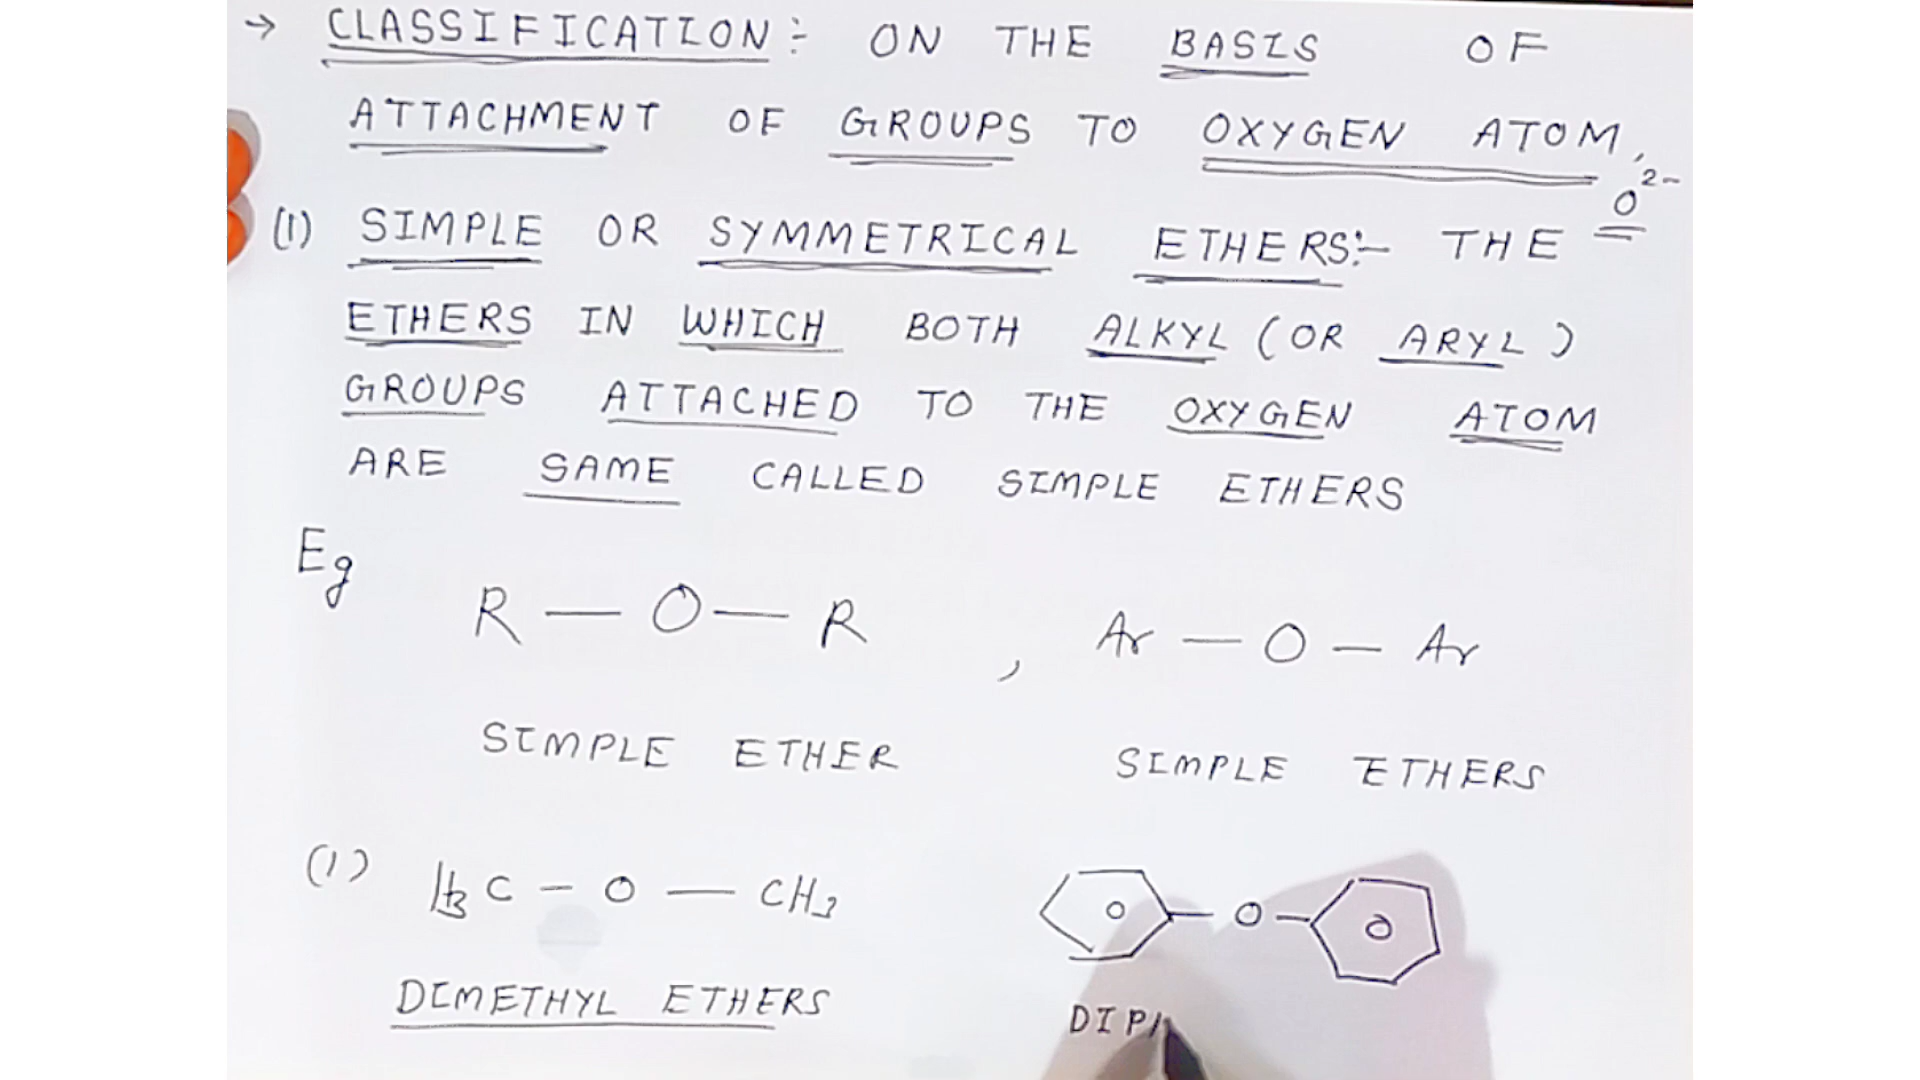 → CLASSIFICATION:- ON THE BASIS OF
ATTACHMENT OF GROUPS TO OXYGEN ATOM,
O2-
(1) SIMPLE OR SYMMETRICAL ETHERS:- THE
ETHERS IN WHICH BOTH ALKYL (OR ARYL)
GROUPS ATTACHED TO THE OXYGEN ATOM
ARE SAME CALLED SIMPLE ETHERS
Eg
R — O — R , Ar — O — Ar
SIMPLE ETHER SIMPLE ETHERS
(1) H3C - O — CH3 O
DIMETHYL ETHERS